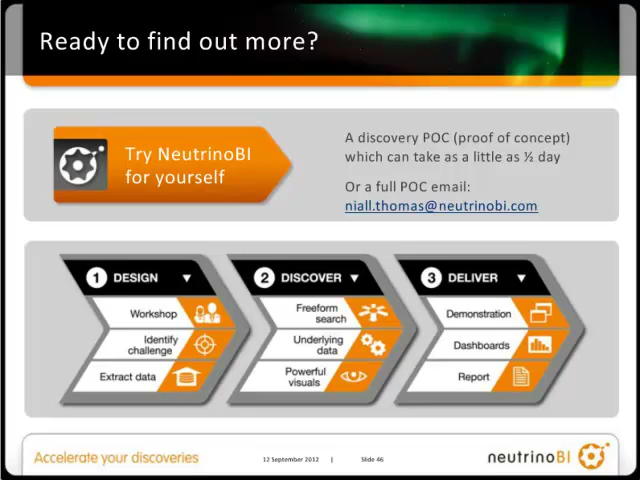 Ready to find out more?
Try NeutrinoBI
for yourself
A discovery POC (proof of concept)
which can take as a little as ½ day
Or a full POC email:
niall.thomas@neutrinobi.com
1 DESIGN
Workshop
Identify
challenge
Extract data
2 DISCOVER
Freeform
search
Underlying
data
Powerful
visuals
3 DELIVER
Demonstration
Dashboards
Report
Accelerate your discoveries
12 September 2012 | Slide 46
neutrinoBI